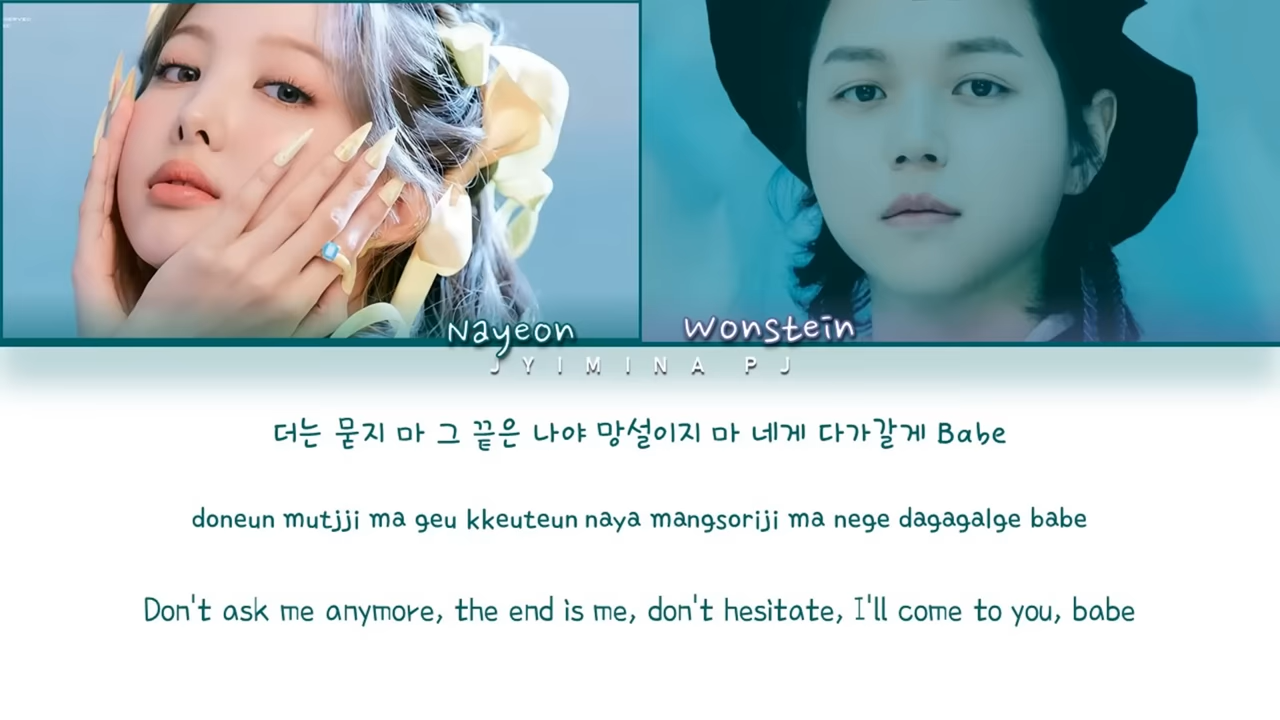 Nayeon Wonstein
JYIMINA PJ
더는 묻지 마 그 끝은 나야 망설이지 마 네게 다가갈게 Babe
doneun mutjji ma geu kkeuteun naya mangsoriji ma nege dagagalge babe
Don't ask me anymore, the end is me, don't hesitate, I'll come to you, babe